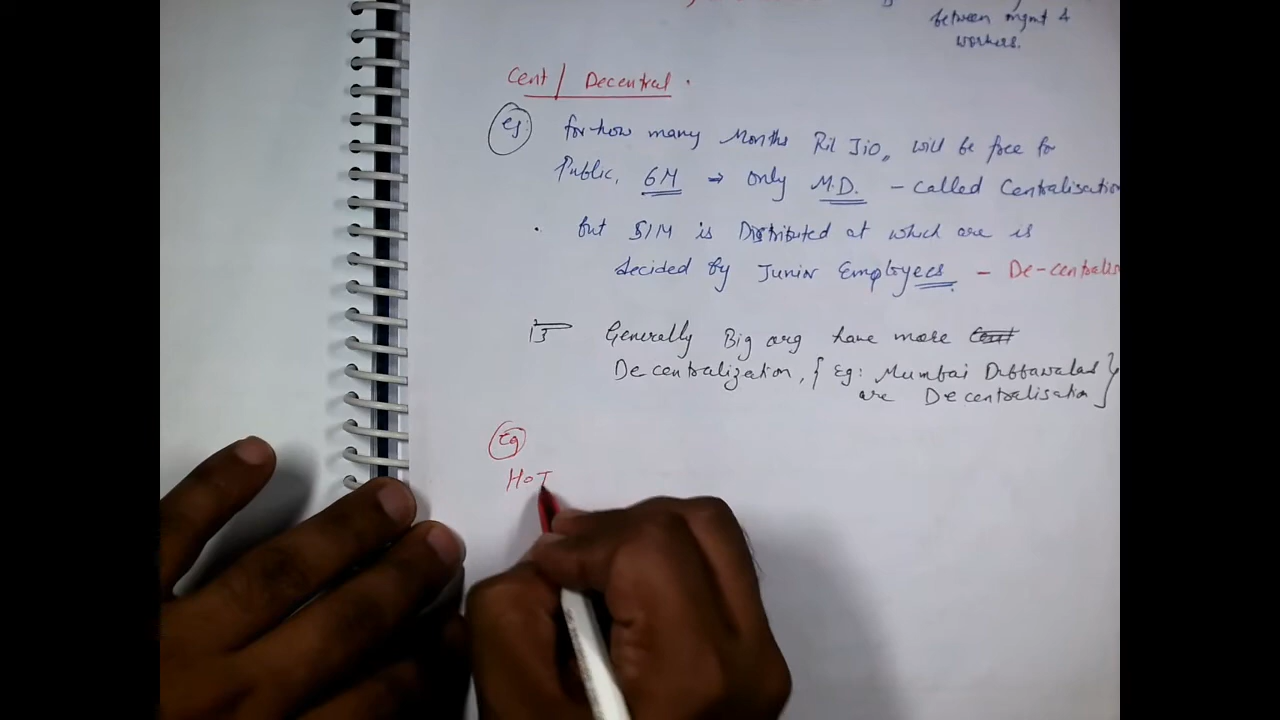 between mgmt &
workers.
Cent / Decentral.
eg: for how many Months Ril Jio, will be free for
Public, 6M → only M.D. – called Centralisation
. but SIM is Distributed at which are is
decided by Junior Employees. – De-centralis
Generally Big org have more Cent
Decentralization, { Eg: Mumbai Dibbawalas }
are Decentralisation
Eg
HOT